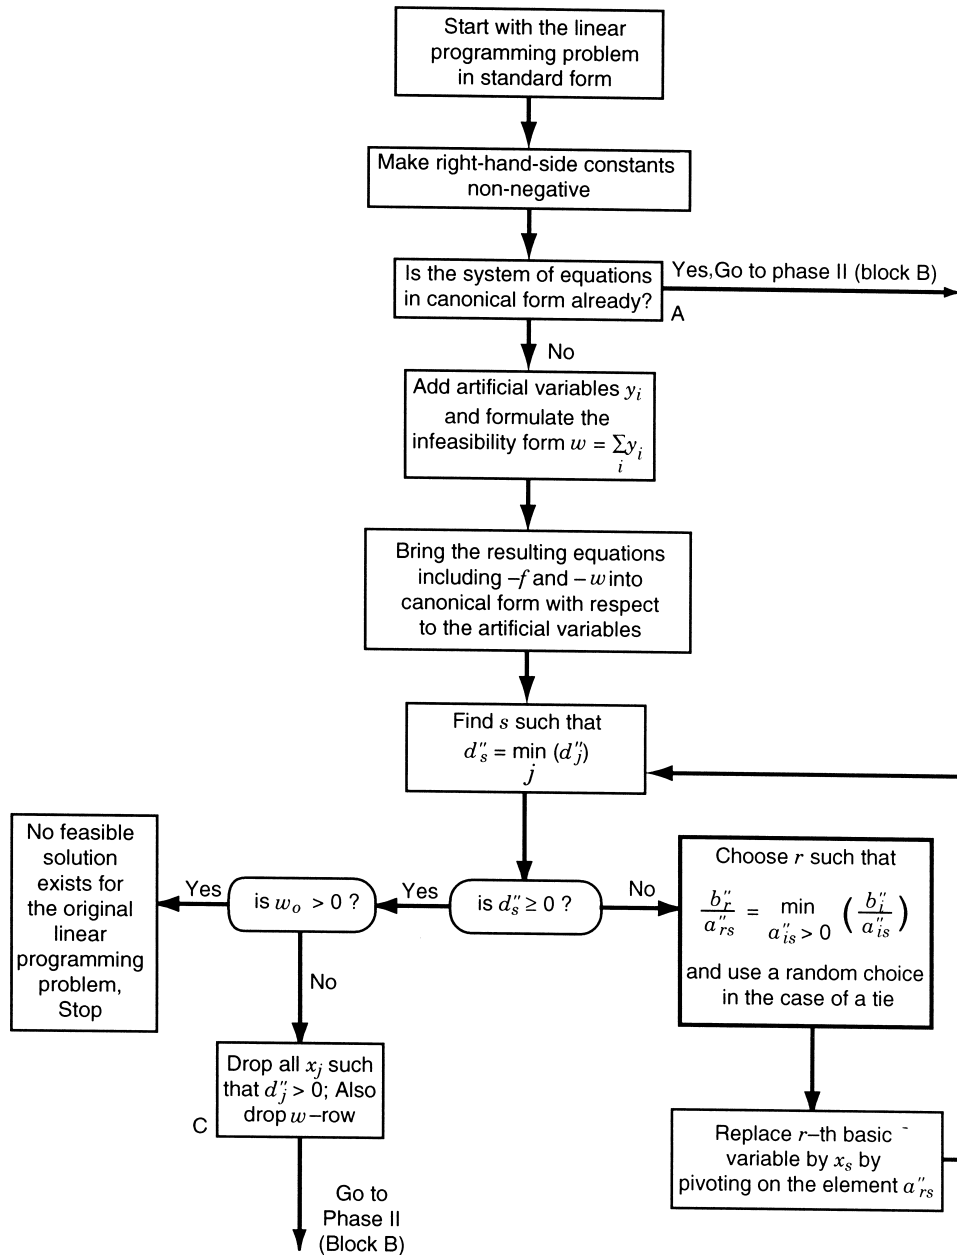 Start with the linear
programming problem
in standard form
Make right-hand-side constants
non-negative
Is the system of equations
in canonical form already?
Yes,Go to phase II (block B)
A
No
Add artificial variables yᵢ
and formulate the
infeasibility form w = Σyᵢ
i
Bring the resulting equations
including –f and – w into
canonical form with respect
to the artificial variables
Find s such that
d″ₛ = min (d″ⱼ)
j
No feasible
solution
exists for
the original
linear
programming
problem,
Stop
Yes
is wₒ > 0 ?
Yes
is d″ₛ ≥ 0 ?
No
Choose r such that
b″ᵣ / a″ᵣₛ = min (b″ᵢ / a″ᵢₛ)
a″ᵢₛ > 0
and use a random choice
in the case of a tie
No
Drop all xⱼ such
that d″ⱼ > 0; Also
drop w –row
C
Replace r–th basic
variable by xₛ by
pivoting on the element a″ᵣₛ
Go to
Phase II
(Block B)